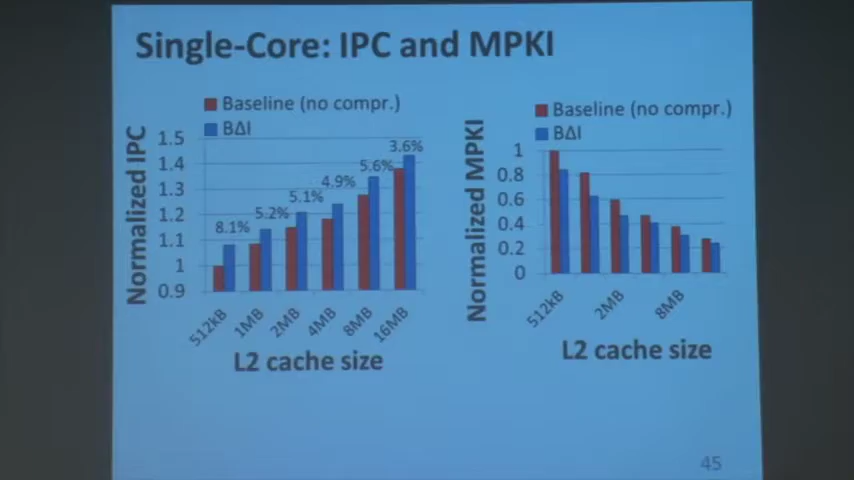 Single-Core: IPC and MPKI
Baseline (no compr.)
BΔI
Normalized IPC
1.5
1.4
1.3
1.2
1.1
1
0.9
8.1%
5.2%
5.1%
4.9%
5.6%
3.6%
512kB
1MB
2MB
4MB
8MB
16MB
L2 cache size
Baseline (no compr.)
BΔI
Normalized MPKI
1
0.8
0.6
0.4
0.2
0
512kB
2MB
8MB
L2 cache size
45